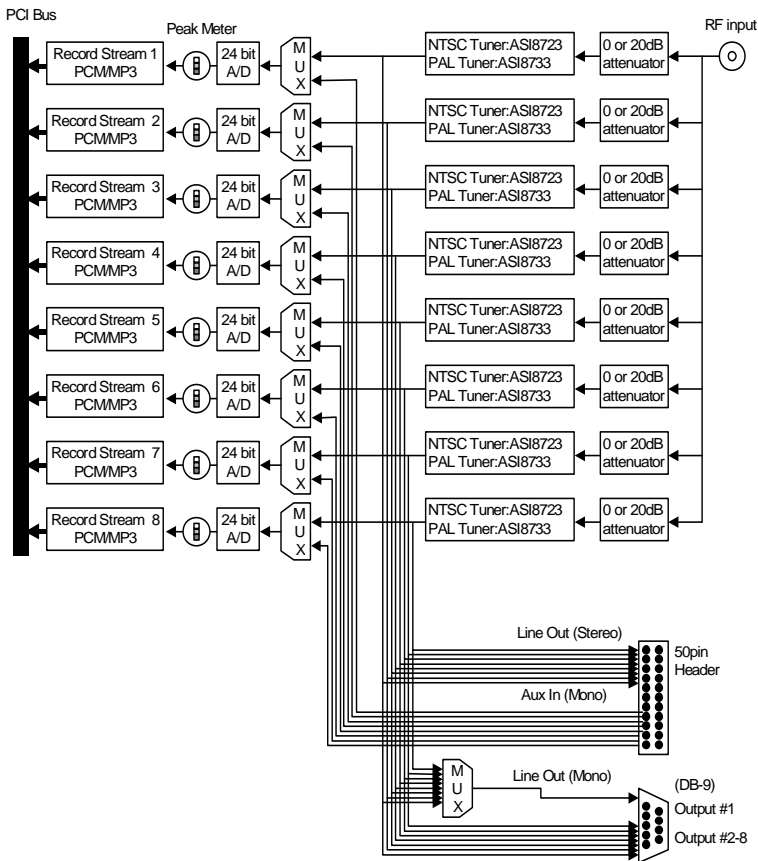 PCI Bus
Peak Meter
RF input
Record Stream 1
PCM/MP3
24 bit
A/D
M
U
X
NTSC Tuner:ASI8723
PAL Tuner:ASI8733
0 or 20dB
attenuator
Record Stream 2
PCM/MP3
24 bit
A/D
M
U
X
NTSC Tuner:ASI8723
PAL Tuner:ASI8733
0 or 20dB
attenuator
Record Stream 3
PCM/MP3
24 bit
A/D
M
U
X
NTSC Tuner:ASI8723
PAL Tuner:ASI8733
0 or 20dB
attenuator
Record Stream 4
PCM/MP3
24 bit
A/D
M
U
X
NTSC Tuner:ASI8723
PAL Tuner:ASI8733
0 or 20dB
attenuator
Record Stream 5
PCM/MP3
24 bit
A/D
M
U
X
NTSC Tuner:ASI8723
PAL Tuner:ASI8733
0 or 20dB
attenuator
Record Stream 6
PCM/MP3
24 bit
A/D
M
U
X
NTSC Tuner:ASI8723
PAL Tuner:ASI8733
0 or 20dB
attenuator
Record Stream 7
PCM/MP3
24 bit
A/D
M
U
X
NTSC Tuner:ASI8723
PAL Tuner:ASI8733
0 or 20dB
attenuator
Record Stream 8
PCM/MP3
24 bit
A/D
M
U
X
NTSC Tuner:ASI8723
PAL Tuner:ASI8733
0 or 20dB
attenuator
Line Out (Stereo)
50pin
Header
Aux In (Mono)
M
U
X
Line Out (Mono)
(DB-9)
Output #1
Output #2-8